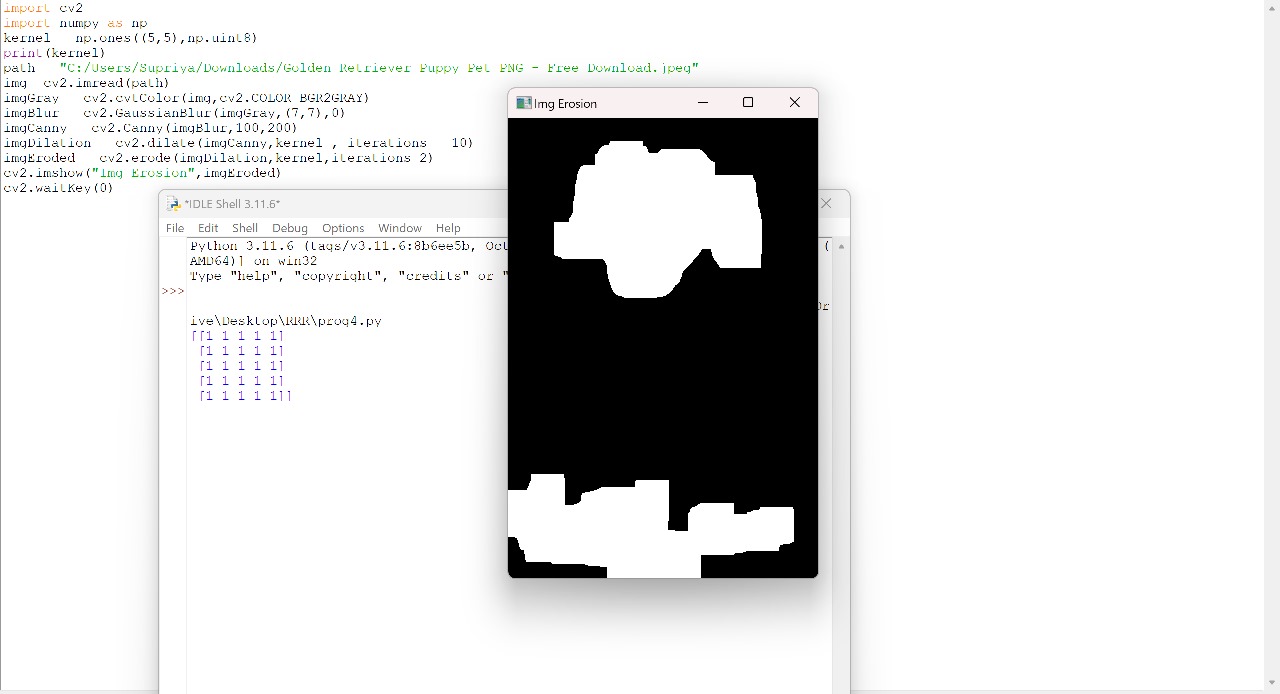 import cv2
import numpy as np
kernel   np.ones((5,5),np.uint8)
print(kernel)
path   "C:/Users/Supriya/Downloads/Golden Retriever Puppy Pet PNG - Free Download.jpeg"
img   cv2.imread(path)
imgGray   cv2.cvtColor(img,cv2.COLOR BGR2GRAY)
imgBlur   cv2.GaussianBlur(imgGray,(7,7),0)
imgCanny   cv2.Canny(imgBlur,100,200)
imgDilation   cv2.dilate(imgCanny,kernel , iterations   10)
imgEroded   cv2.erode(imgDilation,kernel,iterations 2)
cv2.imshow("Img Erosion",imgEroded)
cv2.waitKey(0)
Img Erosion
*IDLE Shell 3.11.6*
File Edit Shell Debug Options Window Help
Python 3.11.6 (tags/v3.11.6:8b6ee5b, Oct (
AMD64)] on win32
Type "help", "copyright", "credits" or "
>>>
ive\Desktop\RRR\prog4.py
[[1 1 1 1 1]
[1 1 1 1 1]
[1 1 1 1 1]
[1 1 1 1 1]
[1 1 1 1 1]]